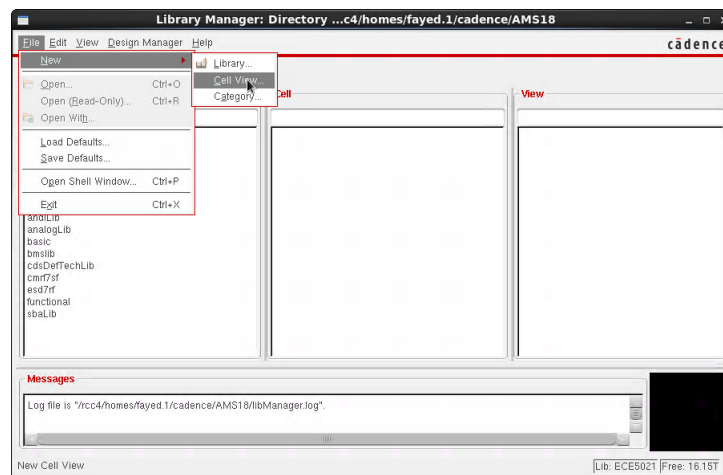 Library Manager: Directory ...c4/homes/fayed.1/cadence/AMS18
File Edit View Design Manager Help
cādence
New
Library...
Cell View...
Category...
Open... Ctrl+O
Open (Read-Only)... Ctrl+R
Open With...
Load Defaults...
Save Defaults...
Open Shell Window... Ctrl+P
Exit Ctrl+X
Cell
View
analogLib
basic
bmslib
cdsDefTechLib
cmrf7sf
esd7rf
functional
sbaLib
Messages
Log file is "/rcc4/homes/fayed.1/cadence/AMS18/libManager.log".
New Cell View
Lib: ECE5021
Free: 16.15T